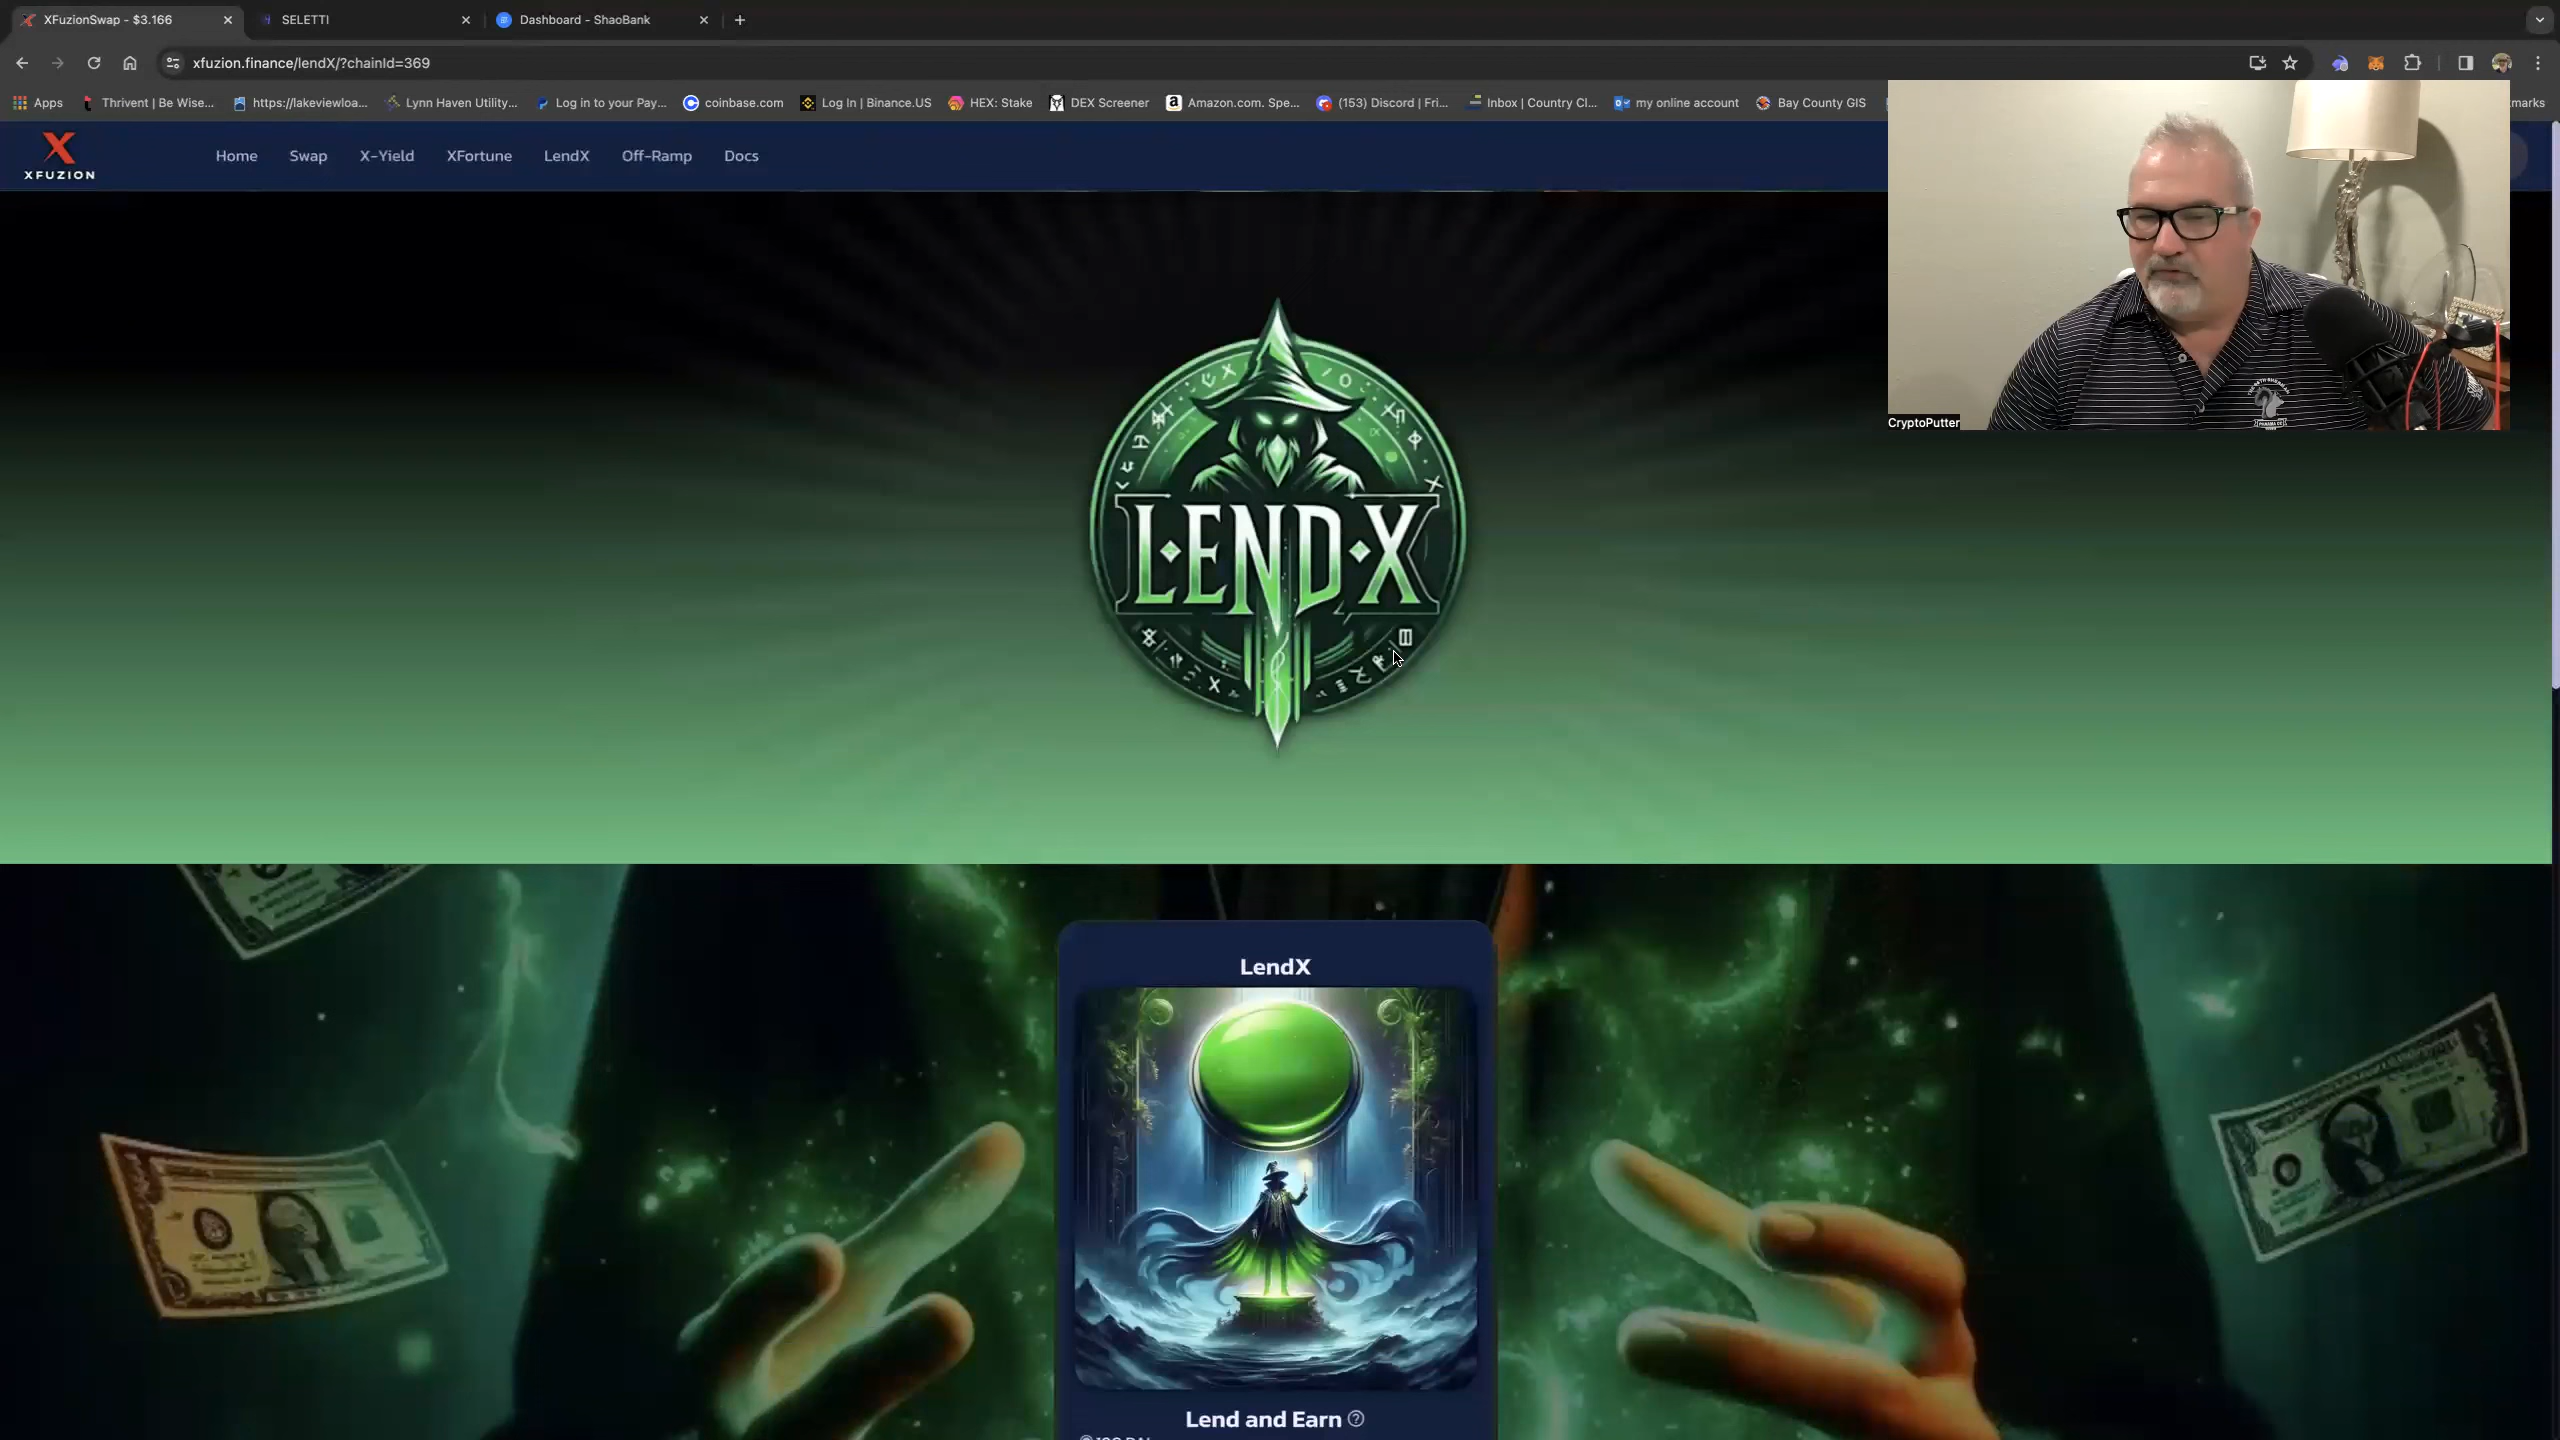 XFuzionSwap - $3.166
SELETTI
Dashboard - ShaoBank
xfuzion.finance/lendX/?chainId=369
Apps
Thrivent | Be Wise...
https://lakeviewloa...
Lynn Haven Utility...
Log in to your Pay...
coinbase.com
Log In | Binance.US
HEX: Stake
DEX Screener
Amazon.com. Spe...
(153) Discord | Fri...
Inbox | Country Cl...
my online account
Bay County GIS
XFUZION
Home
Swap
X-Yield
XFortune
LendX
Off-Ramp
Docs
CryptoPutter
L·END·X
LendX
Lend and Earn